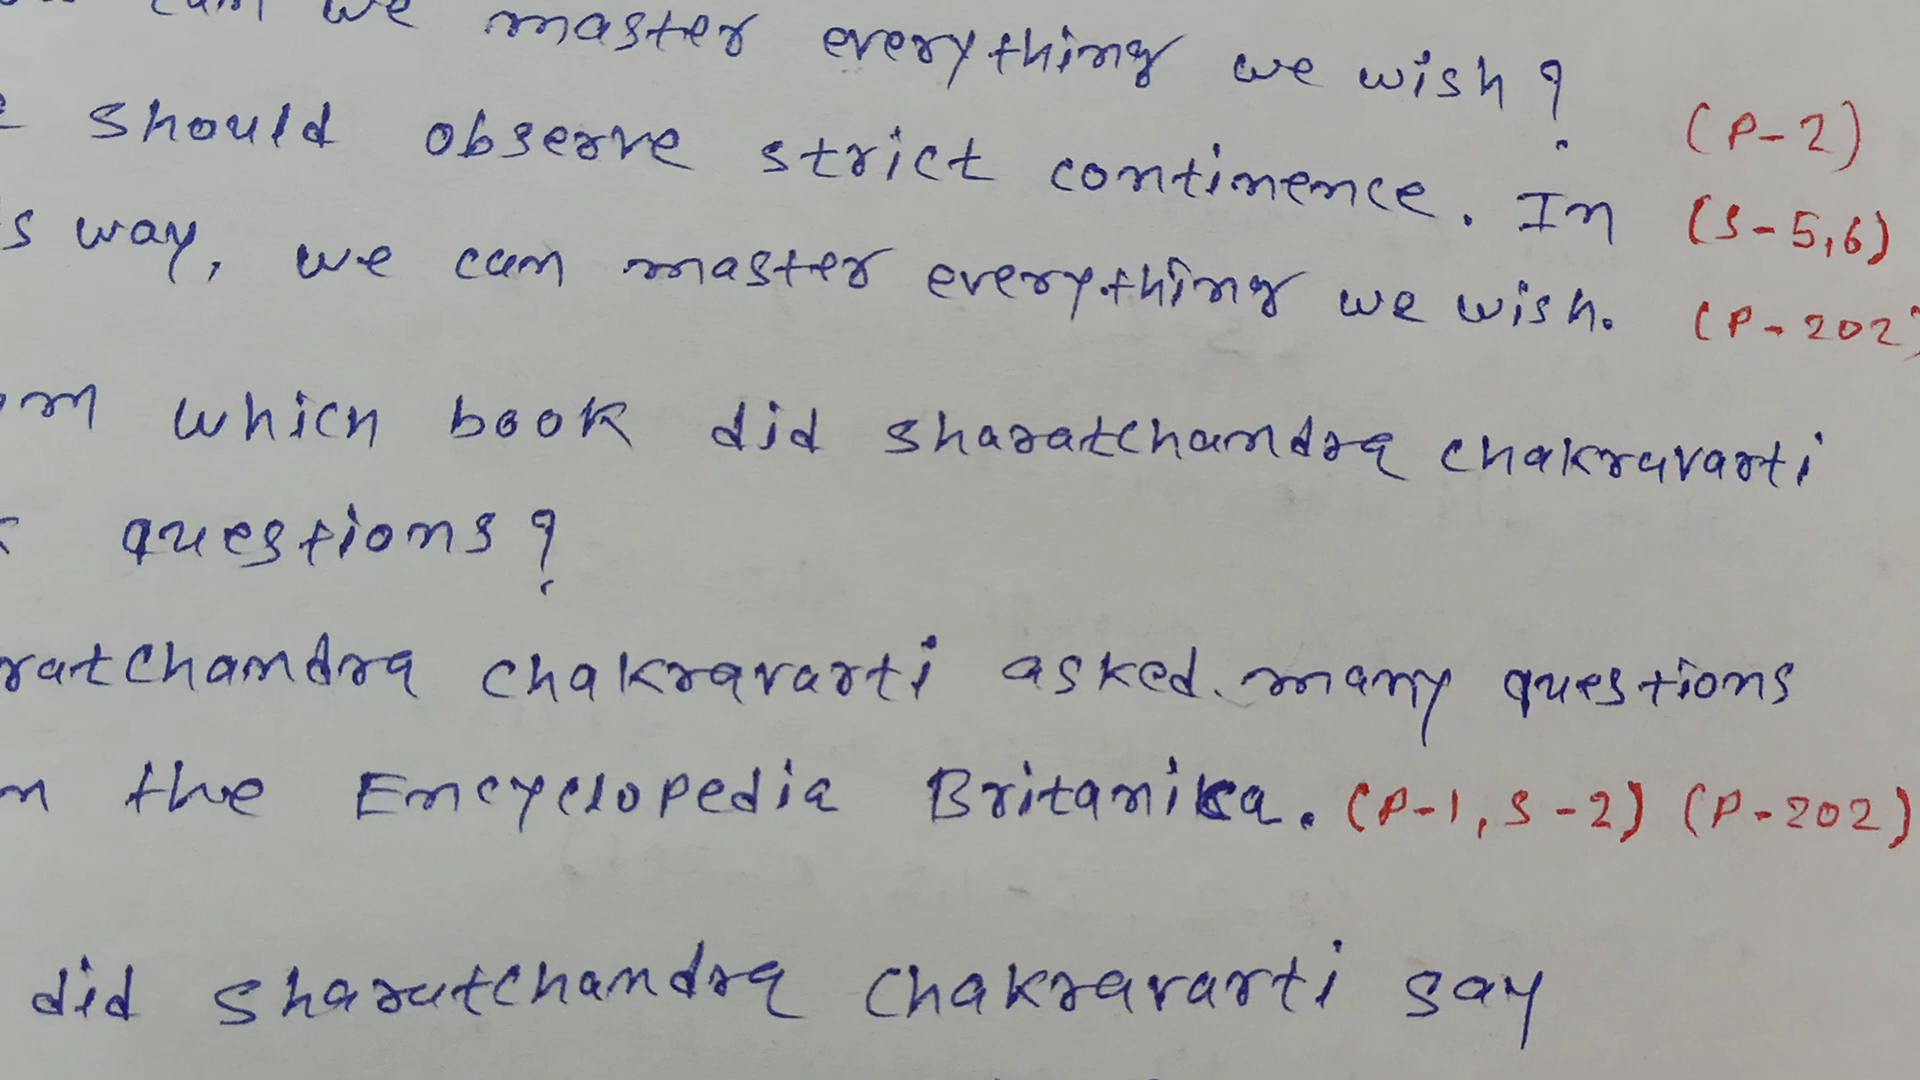 can we master everything we wish?
should observe strict continence. In (P-2)
way, we can master everything we wish. (S-5,6)
(P-202)
which book did Sharatchandra Chakravarti
questions?
ratchandra Chakravarti asked many questions
the Encyclopedia Britanika. (P-1, S-2) (P-202)
did Sharatchandra Chakravarti say